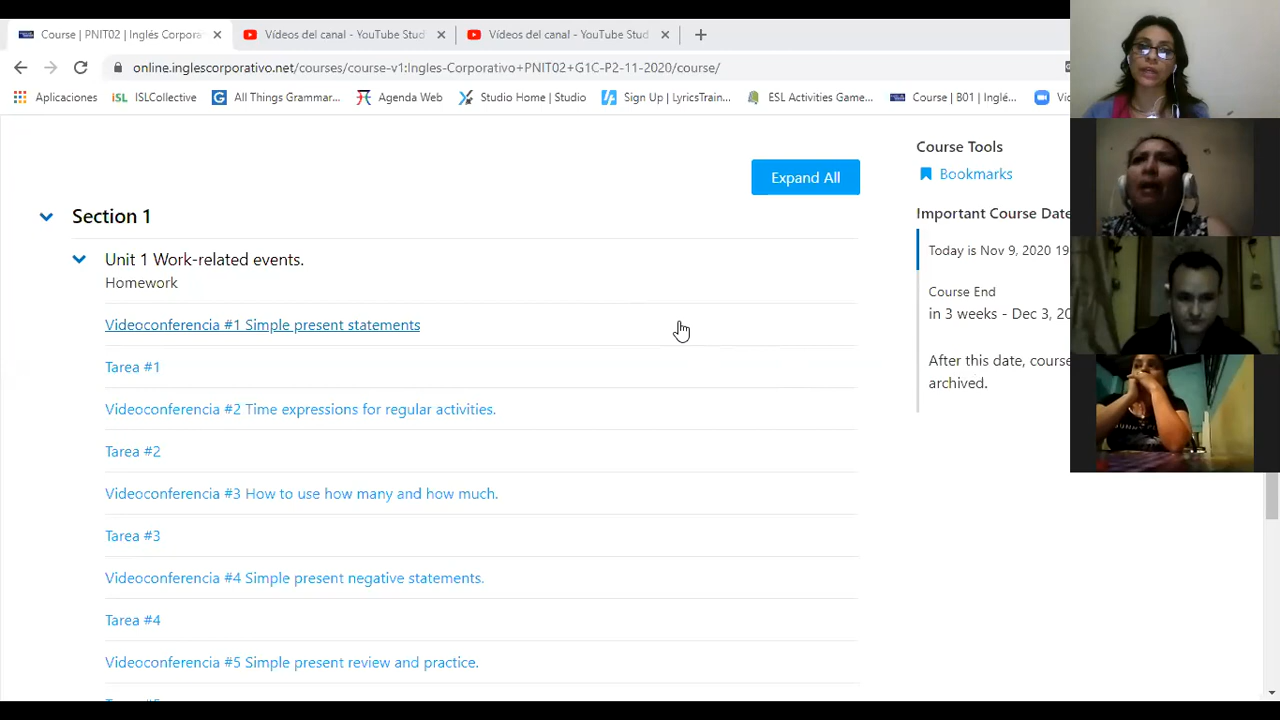 Course | PNIT02 | Inglés Corpora
Vídeos del canal - YouTube Stud
Vídeos del canal - YouTube Stud
online.inglescorporativo.net/courses/course-v1:Ingles-Corporativo+PNIT02+G1C-P2-11-2020/course/
Aplicaciones
ISLCollective
All Things Grammar...
Agenda Web
Studio Home | Studio
Sign Up | LyricsTrain...
ESL Activities Game...
Course | B01 | Inglé...
Expand All
Course Tools
Bookmarks
Important Course Date
Today is Nov 9, 2020 19
Course End
in 3 weeks - Dec 3, 20
After this date, course
archived.
Section 1
Unit 1 Work-related events.
Homework
Videoconferencia #1 Simple present statements
Tarea #1
Videoconferencia #2 Time expressions for regular activities.
Tarea #2
Videoconferencia #3 How to use how many and how much.
Tarea #3
Videoconferencia #4 Simple present negative statements.
Tarea #4
Videoconferencia #5 Simple present review and practice.